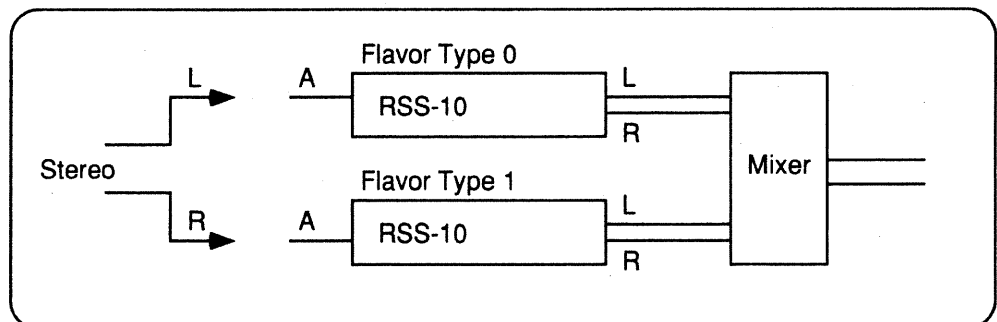 Flavor Type 0
L
A
RSS-10
L
R
Stereo
Mixer
Flavor Type 1
R
A
RSS-10
L
R